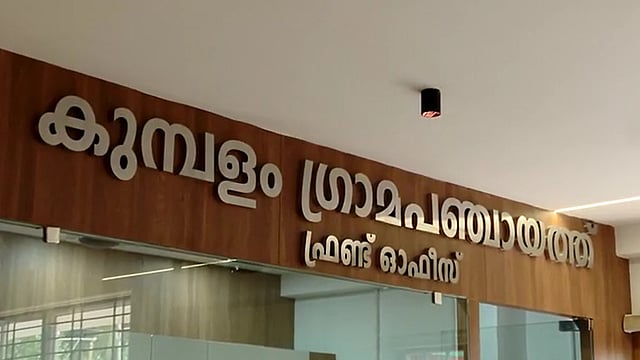 കുമ്പളം ഗ്രാമപഞ്ചായത്ത്
ഫ്രണ്ട് ഓഫീസ്